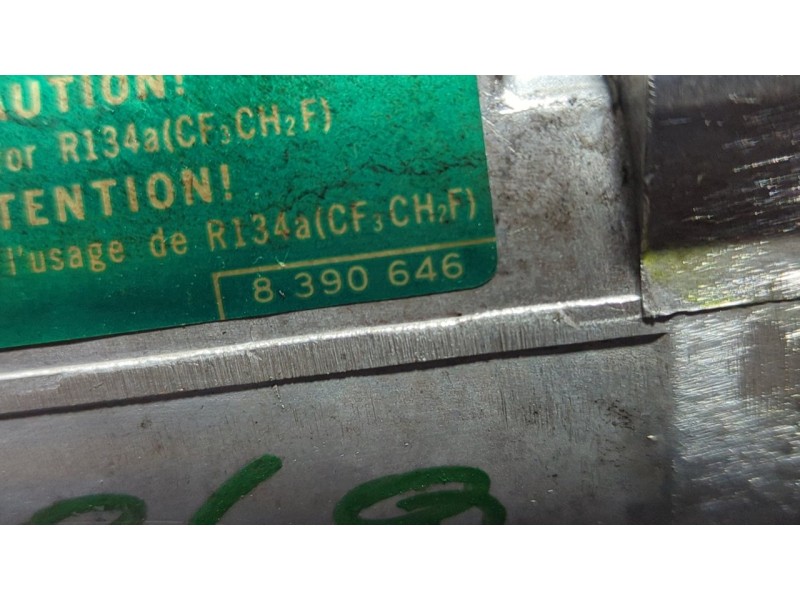 AUTION!
or R134a(CF₃CH₂F)
TENTION!
l'usage de R134a(CF₃CH₂F)
8 390 646